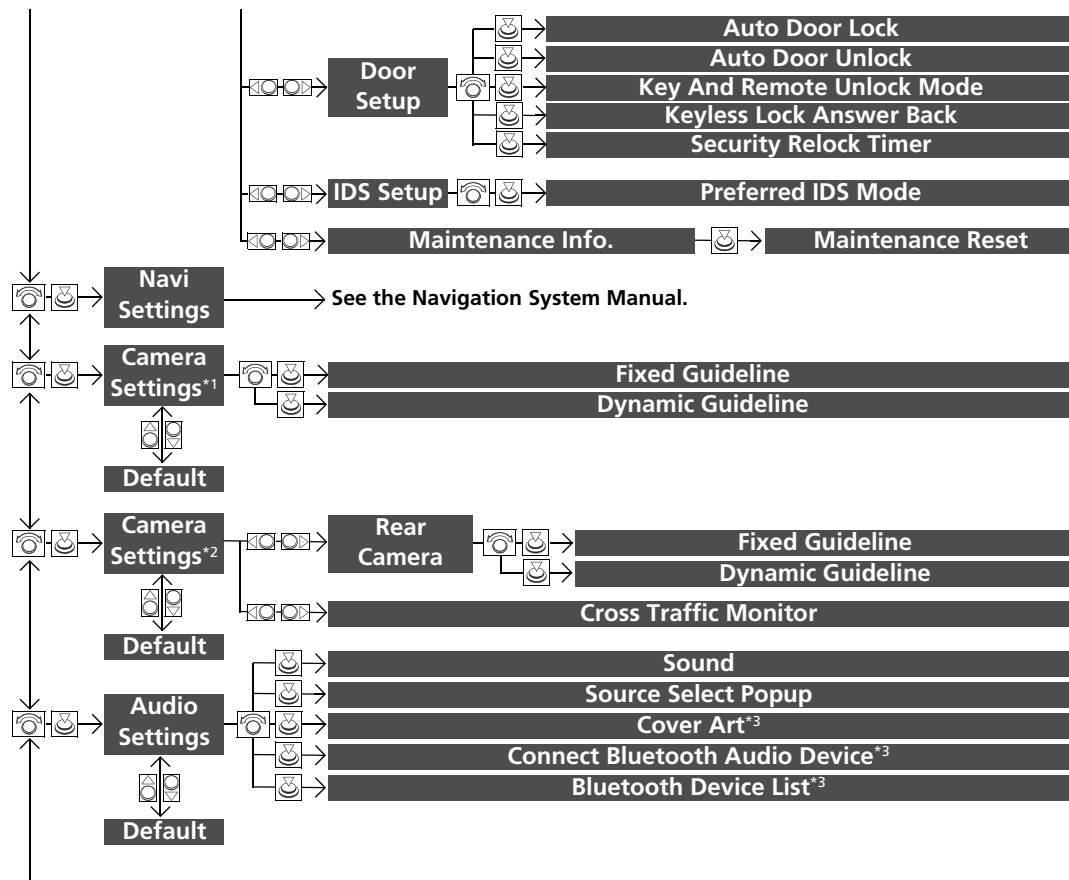 Door
Setup
Auto Door Lock
Auto Door Unlock
Key And Remote Unlock Mode
Keyless Lock Answer Back
Security Relock Timer
IDS Setup
Preferred IDS Mode
Maintenance Info.
Maintenance Reset
Navi
Settings
See the Navigation System Manual.
Camera
Settings*1
Fixed Guideline
Dynamic Guideline
Default
Camera
Settings*2
Rear
Camera
Fixed Guideline
Dynamic Guideline
Cross Traffic Monitor
Default
Audio
Settings
Sound
Source Select Popup
Cover Art*3
Connect Bluetooth Audio Device*3
Bluetooth Device List*3
Default